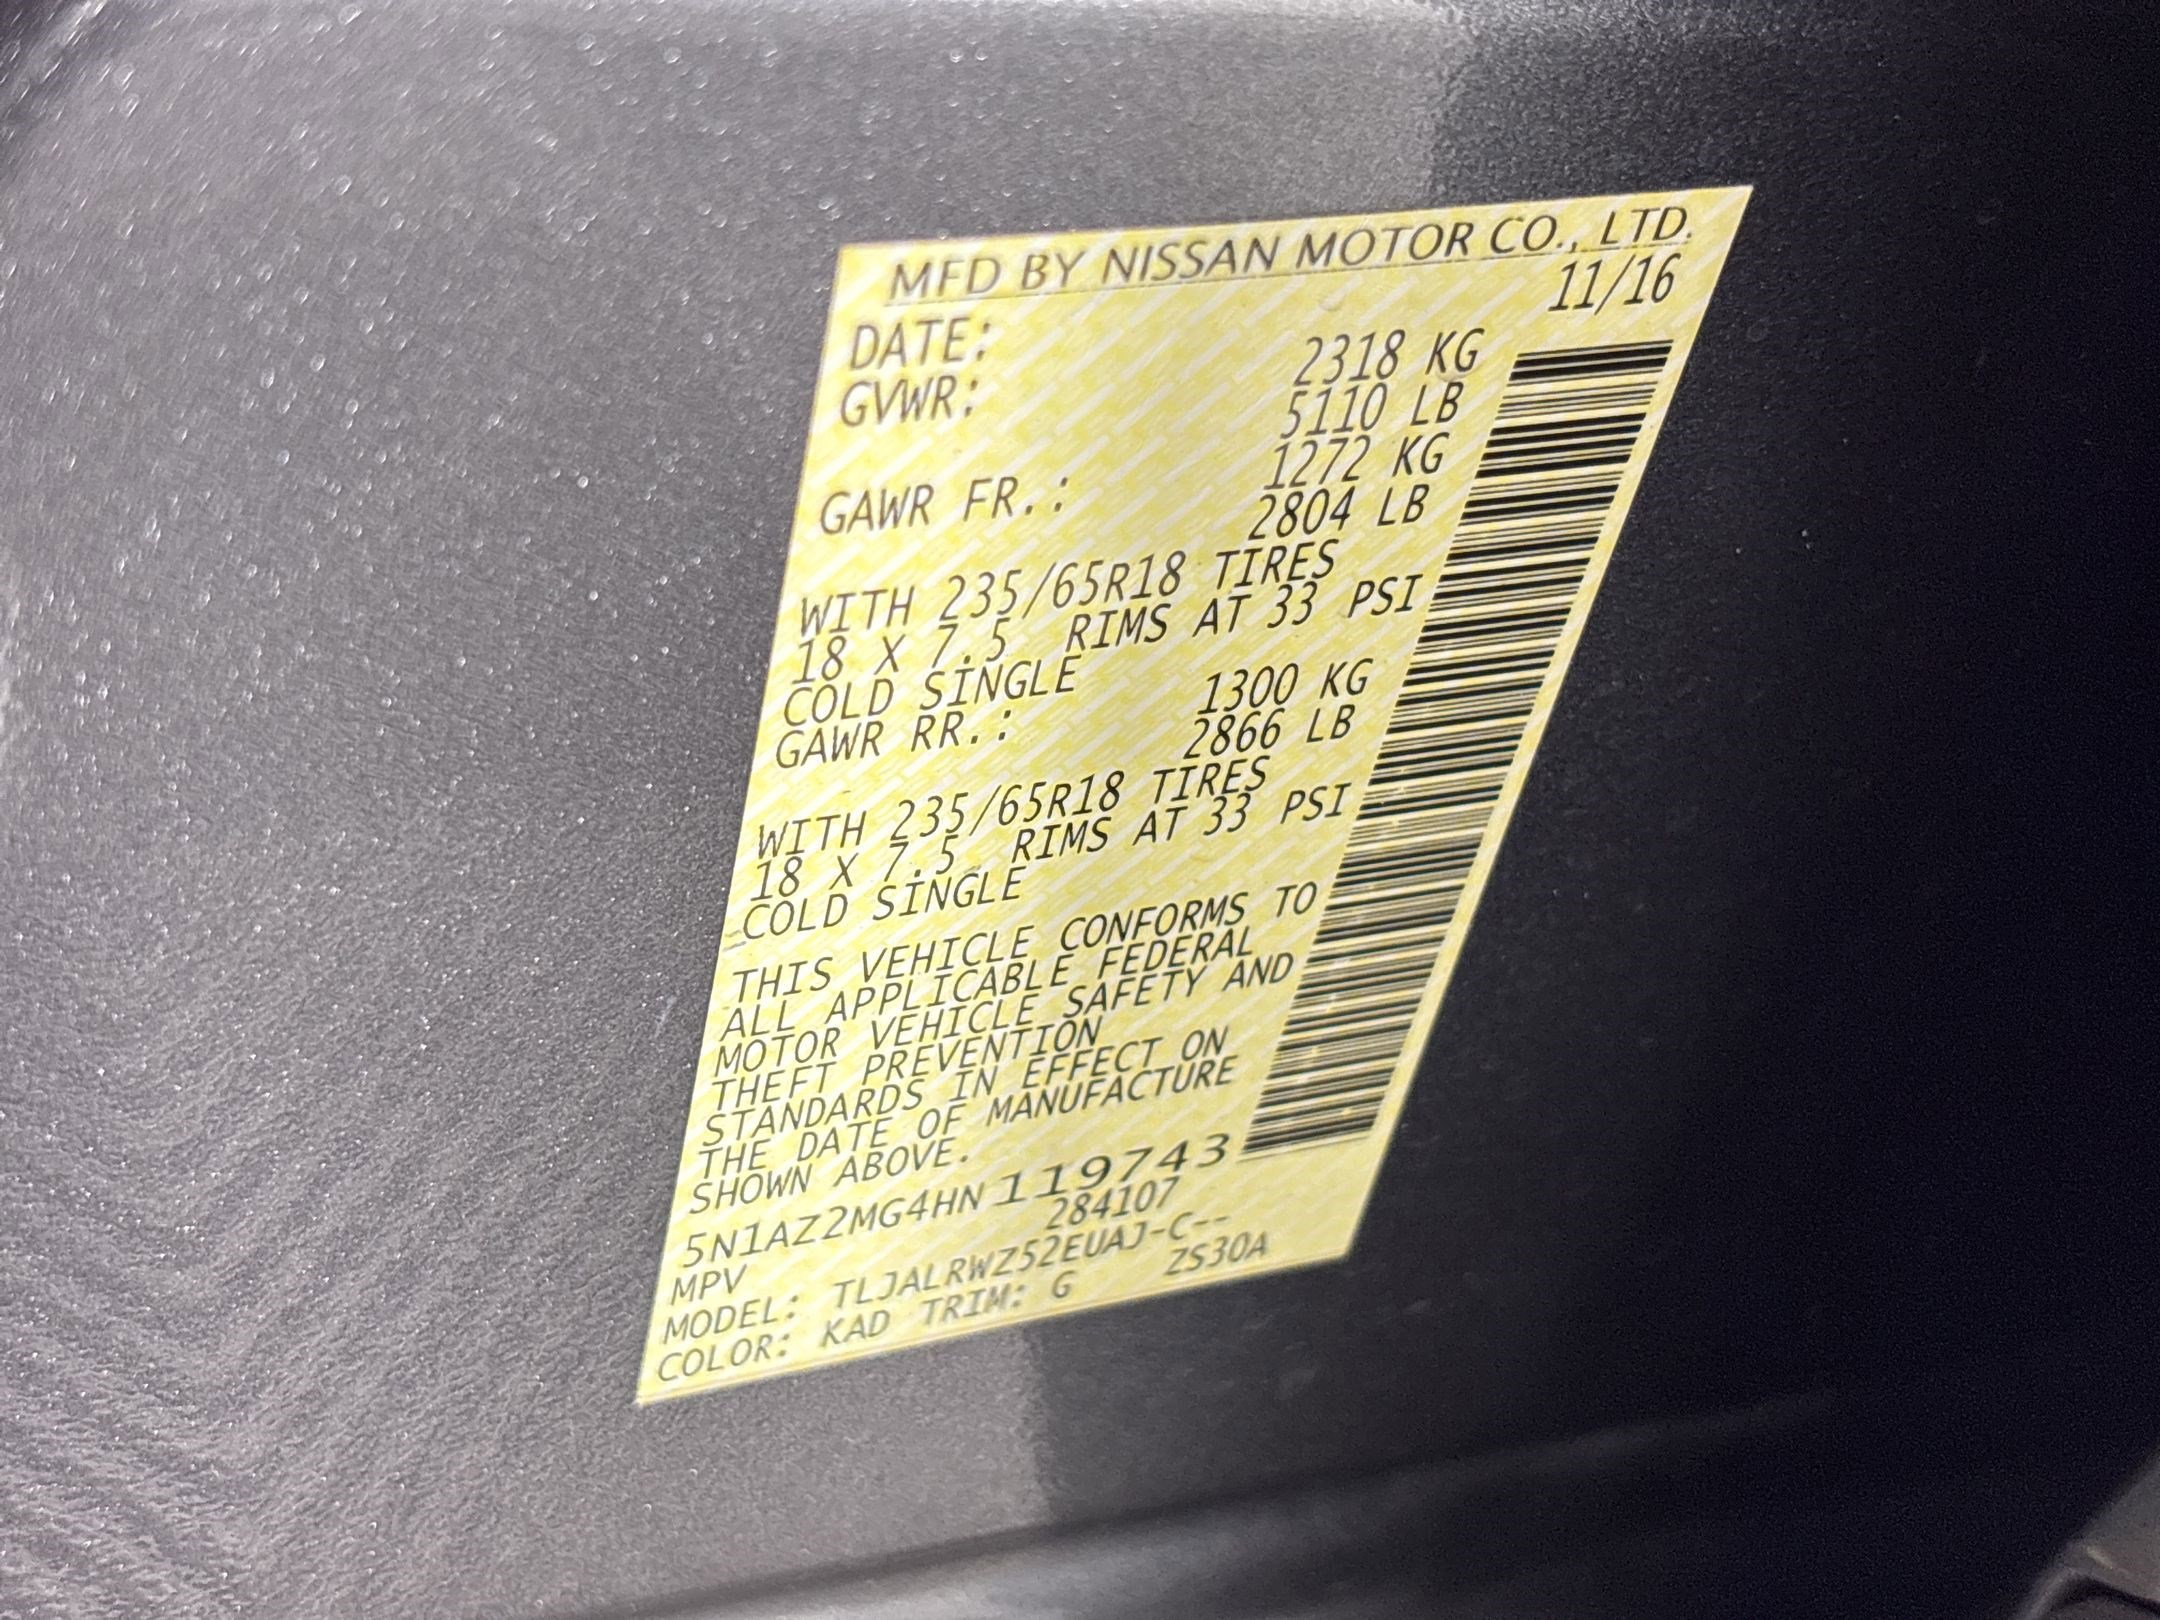 MFD BY NISSAN MOTOR CO., LTD.
DATE: 11/16
GVWR: 2318 KG
5110 LB
GAWR FR.: 1272 KG
2804 LB
WITH 235/65R18 TIRES
18 X 7.5 RIMS AT 33 PSI
COLD SINGLE
GAWR RR.: 1300 KG
2866 LB
WITH 235/65R18 TIRES
18 X 7.5 RIMS AT 33 PSI
COLD SINGLE
THIS VEHICLE CONFORMS TO
ALL APPLICABLE FEDERAL
MOTOR VEHICLE SAFETY AND
THEFT PREVENTION
STANDARDS IN EFFECT ON
THE DATE OF MANUFACTURE
SHOWN ABOVE.
5N1AZ2MG4HN119743
MPV 284107
MODEL: TLJALRWZ52EUAJ-C--
COLOR: KAD TRIM: G ZS30A